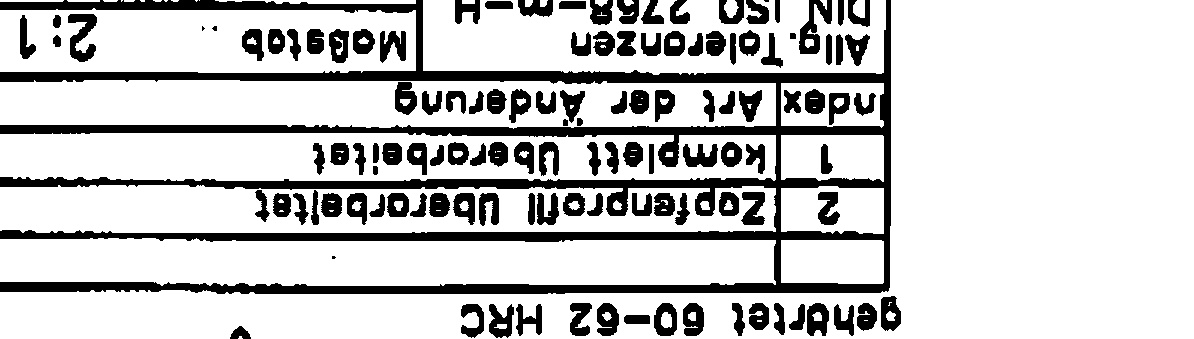 gehärtet 60-62 HRC
2 Zapfenprofil überarbeitet
1 komplett überarbeitet
Index Art der Änderung
Allg. Toleranzen Maßstab 2:1
DIN ISO 2768-m-H